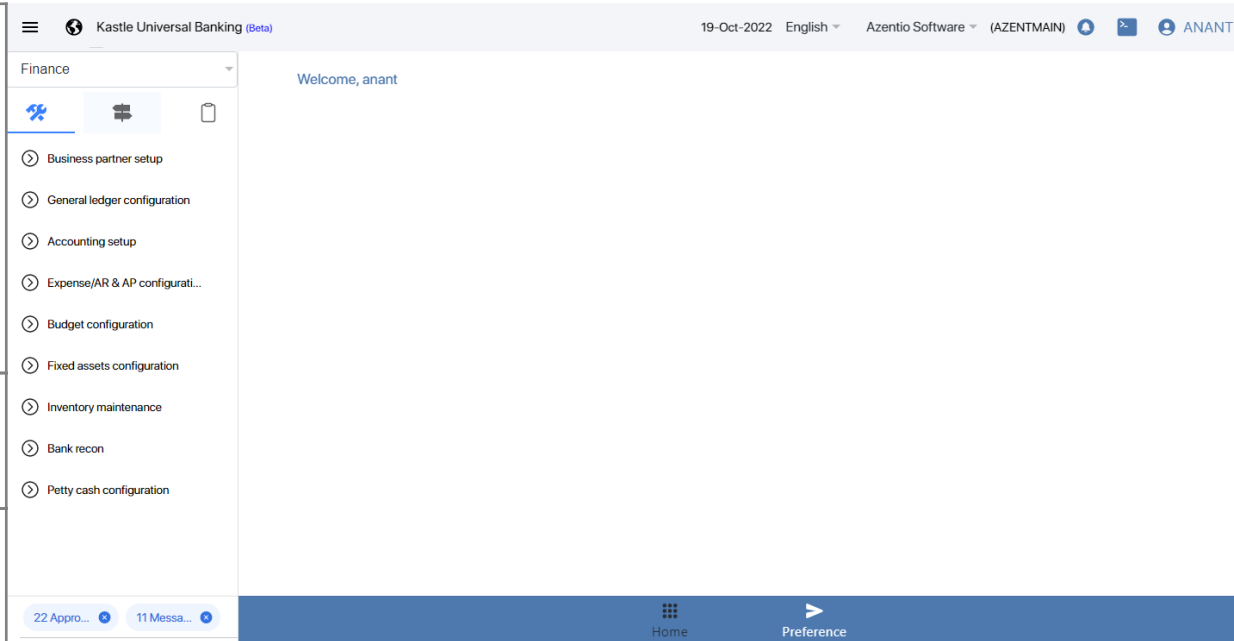 Kastle Universal Banking (Beta)
19-Oct-2022 English Azentio Software (AZENTMAIN) ANANT
Finance
Welcome, anant
Business partner setup
General ledger configuration
Accounting setup
Expense/AR & AP configurati...
Budget configuration
Fixed assets configuration
Inventory maintenance
Bank recon
Petty cash configuration
22 Appro... 11 Messa...
Home Preference